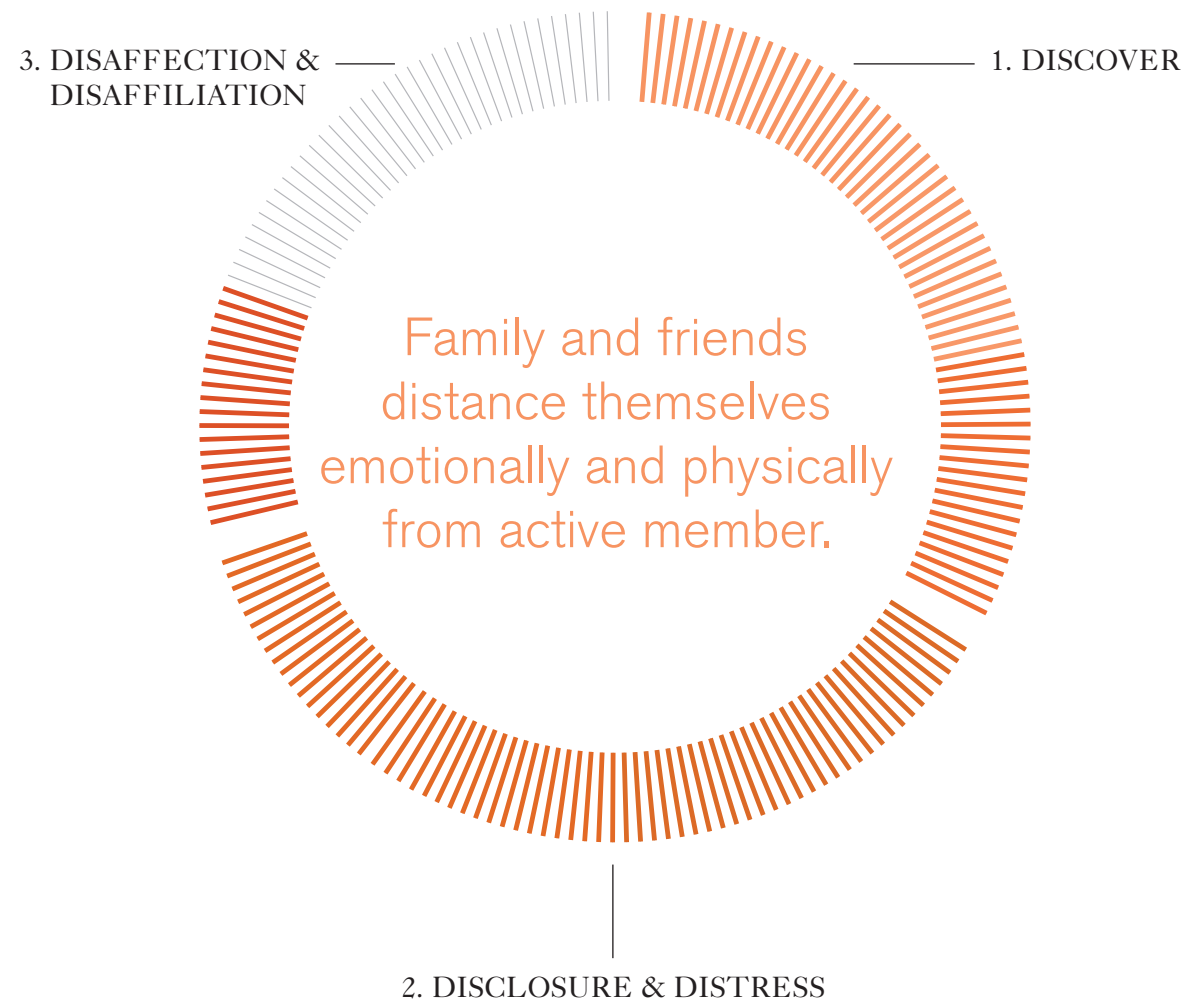 3. DISAFFECTION &
DISAFFILIATION
1. DISCOVER
Family and friends
distance themselves
emotionally and physically
from active member.
2. DISCLOSURE & DISTRESS